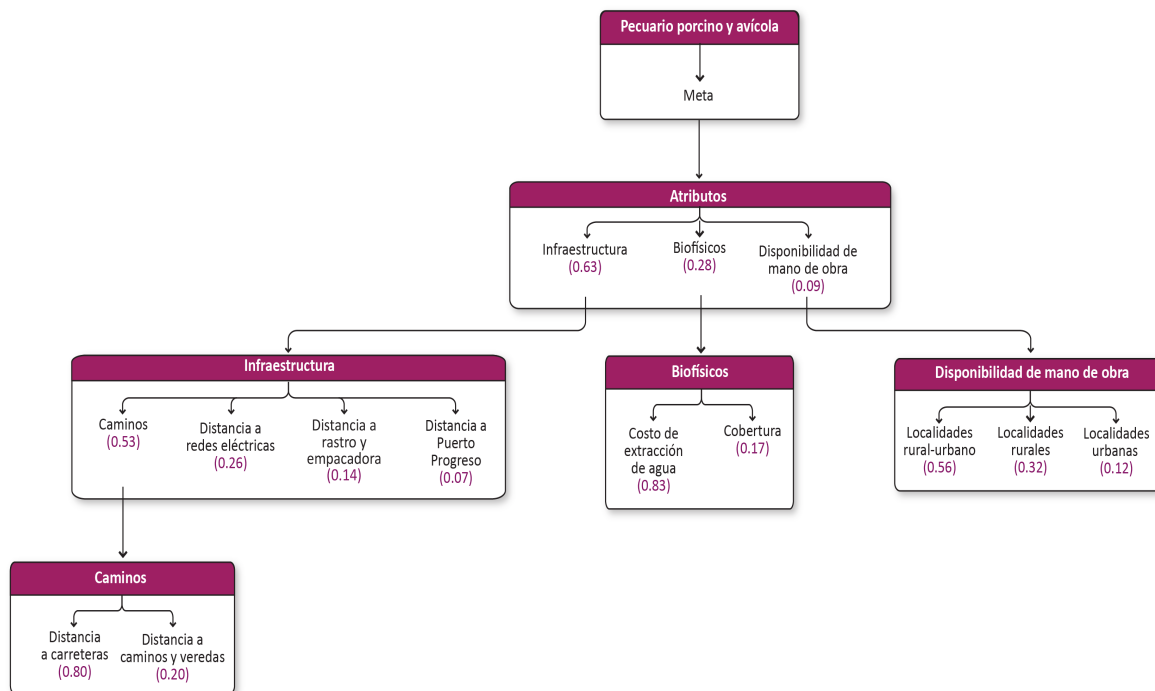 Pecuario porcino y avícola
Meta
Atributos
Infraestructura
(0.63)
Biofísicos
(0.28)
Disponibilidad de
mano de obra
(0.09)
Infraestructura
Caminos
(0.53)
Distancia a
redes eléctricas
(0.26)
Distancia a
rastro y
empacadora
(0.14)
Distancia a
Puerto
Progreso
(0.07)
Biofísicos
Costo de
extracción
de agua
(0.83)
Cobertura
(0.17)
Disponibilidad de mano de obra
Localidades
rural-urbano
(0.56)
Localidades
rurales
(0.32)
Localidades
urbanas
(0.12)
Caminos
Distancia
a carreteras
(0.80)
Distancia a
caminos y veredas
(0.20)